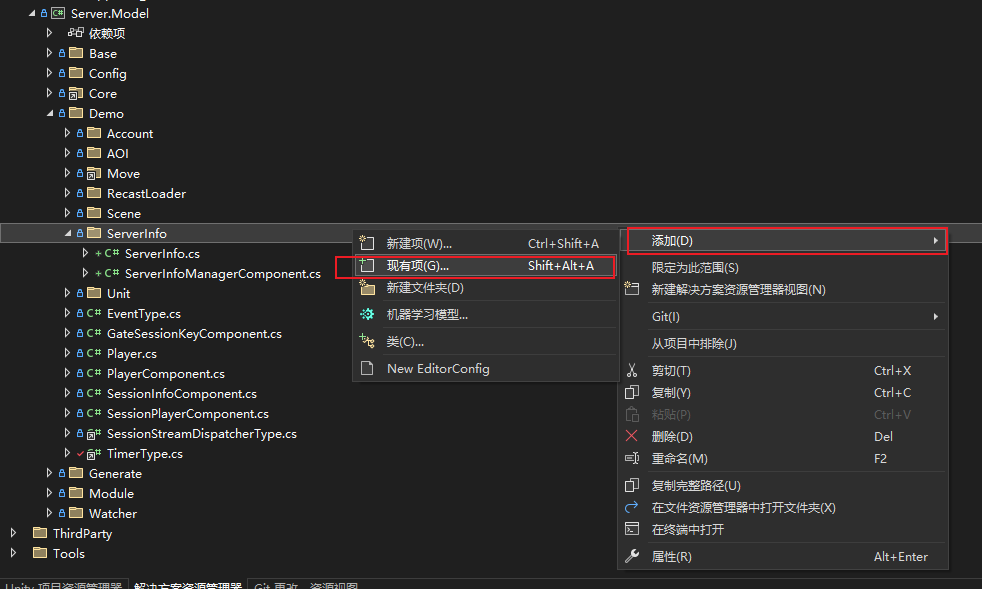 Server.Model
依赖项
Base
Config
Core
Demo
Account
AOI
Move
RecastLoader
Scene
ServerInfo
C# ServerInfo.cs
C# ServerInfoManagerComponent.cs
Unit
C# EventType.cs
C# GateSessionKeyComponent.cs
C# Player.cs
C# PlayerComponent.cs
C# SessionInfoComponent.cs
C# SessionPlayerComponent.cs
SessionStreamDispatcherType.cs
TimerType.cs
Generate
Module
Watcher
ThirdParty
Tools
新建项(W)... Ctrl+Shift+A
现有项(G)... Shift+Alt+A
新建文件夹(D)
机器学习模型...
类(C)...
New EditorConfig
添加(D)
限定为此范围(S)
新建解决方案资源管理器视图(N)
Git(I)
从项目中排除(J)
剪切(T) Ctrl+X
复制(Y) Ctrl+C
粘贴(P) Ctrl+V
删除(D) Del
重命名(M) F2
复制完整路径(U)
在文件资源管理器中打开文件夹(X)
在终端中打开
属性(R) Alt+Enter
Unity 项目资源管理器 解决方案资源管理器 Git 更改 资源视图